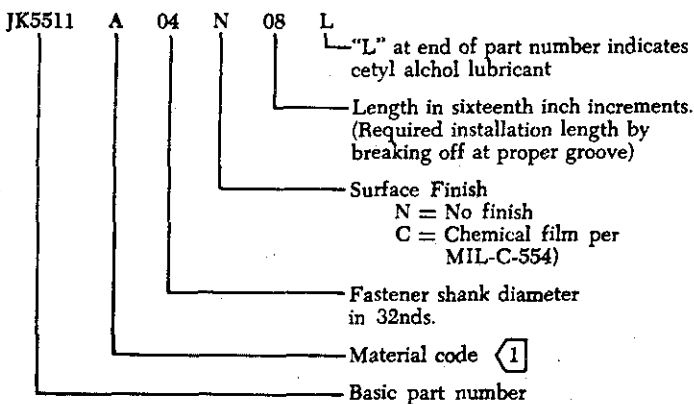 JK5511 A 04 N 08 L
"L" at end of part number indicates
cetyl alchol lubricant
Length in sixteenth inch increments.
(Required installation length by
breaking off at proper groove)
Surface Finish
N = No finish
C = Chemical film per
MIL-C-554)
Fastener shank diameter
in 32nds.
Material code 1
Basic part number